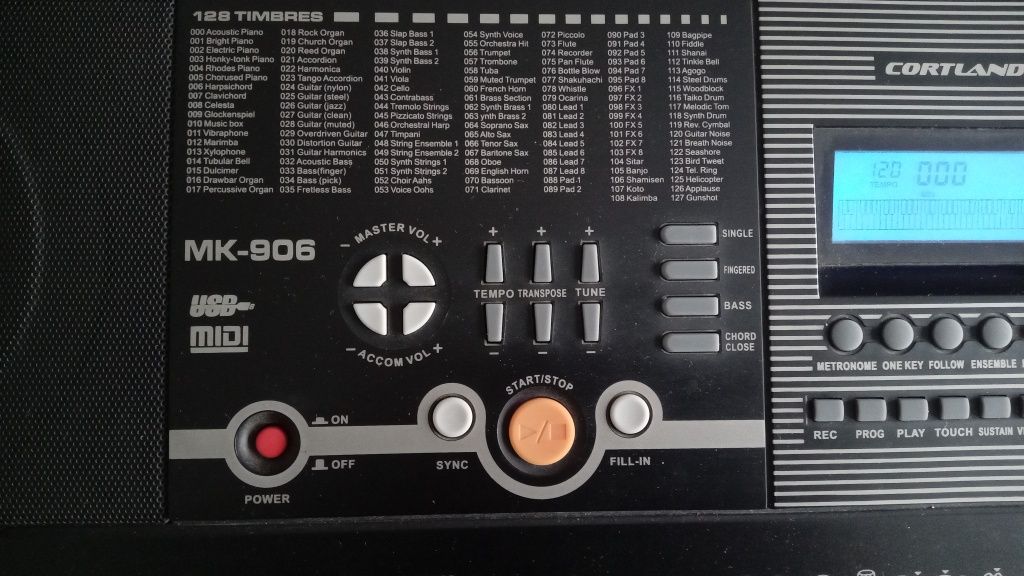 128 TIMBRES
000 Acoustic Piano
001 Bright Piano
002 Electric Piano
003 Honky-tonk Piano
004 Rhodes Piano
005 Chorused Piano
006 Harpsichord
007 Clavichord
008 Celesta
009 Glockenspiel
010 Music box
011 Vibraphone
012 Marimba
013 Xylophone
014 Tubular Bell
015 Dulcimer
016 Drawbar Organ
017 Percussive Organ
018 Rock Organ
019 Church Organ
020 Reed Organ
021 Accordion
022 Harmonica
023 Tango Accordion
024 Guitar (nylon)
025 Guitar (steel)
026 Guitar (jazz)
027 Guitar (clean)
028 Guitar (muted)
029 Overdriven Guitar
030 Distortion Guitar
031 Guitar Harmonics
032 Acoustic Bass
033 Bass(finger)
034 Bass (pick)
035 Fretless Bass
036 Slap Bass 1
037 Slap Bass 2
038 Synth Bass 1
039 Synth Bass 2
040 Violin
041 Viola
042 Cello
043 Contrabass
044 Tremolo Strings
045 Pizzicato Strings
046 Orchestral Harp
047 Timpani
048 String Ensemble 1
049 String Ensemble 2
050 Synth Strings 1
051 Synth Strings 2
052 Choir Aahs
053 Voice Oohs
054 Synth Voice
055 Orchestra Hit
056 Trumpet
057 Trombone
058 Tuba
059 Muted Trumpet
060 French Horn
061 Brass Section
062 Synth Brass 1
063 ynth Brass 2
064 Soprano Sax
065 Alto Sax
066 Tenor Sax
067 Baritone Sax
068 Oboe
069 English Horn
070 Bassoon
071 Clarinet
072 Piccolo
073 Flute
074 Recorder
075 Pan Flute
076 Bottle Blow
077 Shakuhachi
078 Whistle
079 Ocarina
080 Lead 1
081 Lead 2
082 Lead 3
083 Lead 4
084 Lead 5
085 Lead 6
086 Lead 7
087 Lead 8
088 Pad 1
089 Pad 2
090 Pad 3
091 Pad 4
092 Pad 5
093 Pad 6
094 Pad 7
095 Pad 8
096 FX 1
097 FX 2
098 FX 3
099 FX 4
100 FX 5
101 FX 6
102 FX 7
103 FX 8
104 Sitar
105 Banjo
106 Shamisen
107 Koto
108 Kalimba
109 Bagpipe
110 Fiddle
111 Shanai
112 Tinkle Bell
113 Agogo
114 Steel Drums
115 Woodblock
116 Taiko Drum
117 Melodic Tom
118 Synth Drum
119 Rev. Cymbal
120 Guitar Noise
121 Breath Noise
122 Seashore
123 Bird Tweet
124 Tel. Ring
125 Helicopter
126 Applause
127 Gunshot
CORTLAND
120 000
TEMPO
MK-906
USB
MIDI
− MASTER VOL +
− ACCOM VOL +
+ + +
TEMPO TRANSPOSE TUNE
− − −
SINGLE
FINGERED
BASS
CHORD
CLOSE
METRONOME ONE KEY FOLLOW ENSEMBLE
REC PROG PLAY TOUCH SUSTAIN
ON
OFF
POWER
SYNC
START/STOP
FILL-IN